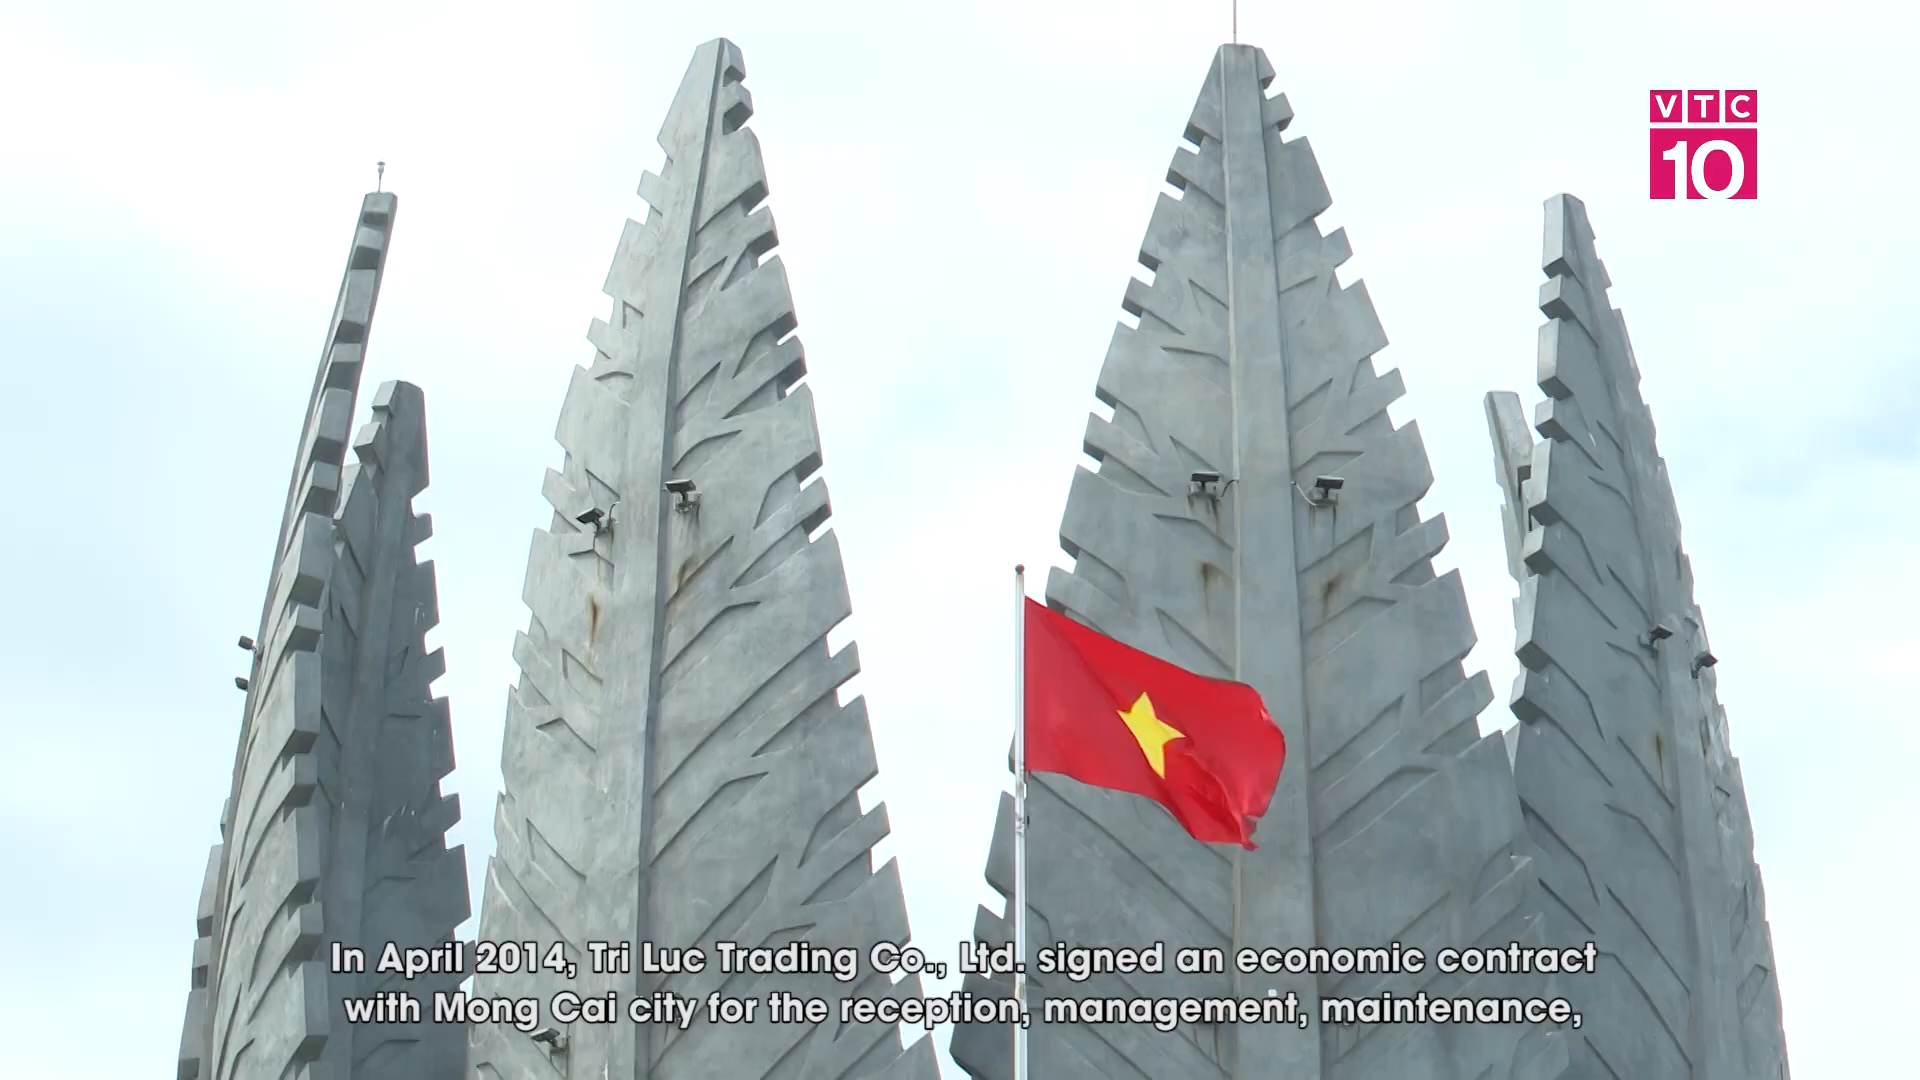 VTC
10
In April 2014, Tri Luc Trading Co., Ltd. signed an economic contract
with Mong Cai city for the reception, management, maintenance,